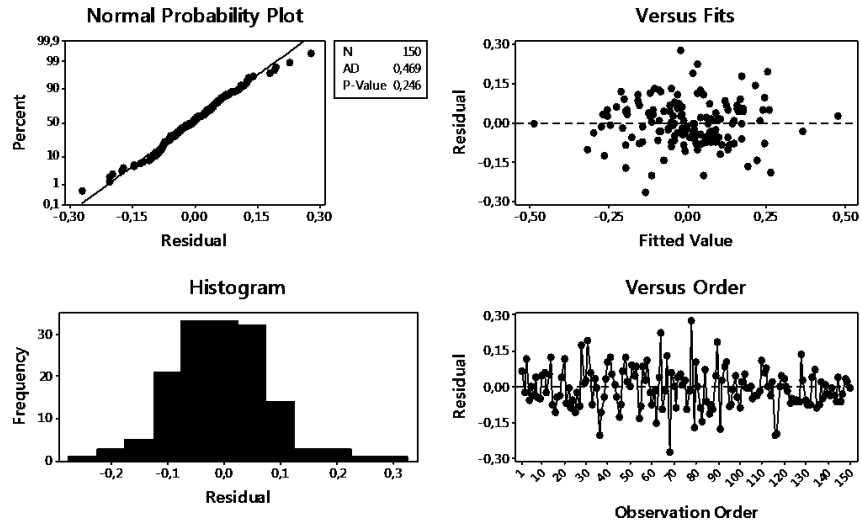 Normal Probability Plot
99,9
99
90
50
10
1
0,1
Percent
-0,30 -0,15 0,00 0,15 0,30
Residual
N 150
AD 0,469
P-Value 0,246
Versus Fits
0,30
0,15
0,00
-0,15
-0,30
Residual
-0,50 -0,25 0,00 0,25 0,50
Fitted Value
Histogram
30
20
10
0
Frequency
-0,2 -0,1 0,0 0,1 0,2 0,3
Residual
Versus Order
0,30
0,15
0,00
-0,15
-0,30
Residual
1 10 20 30 40 50 60 70 80 90 100 110 120 130 140 150
Observation Order